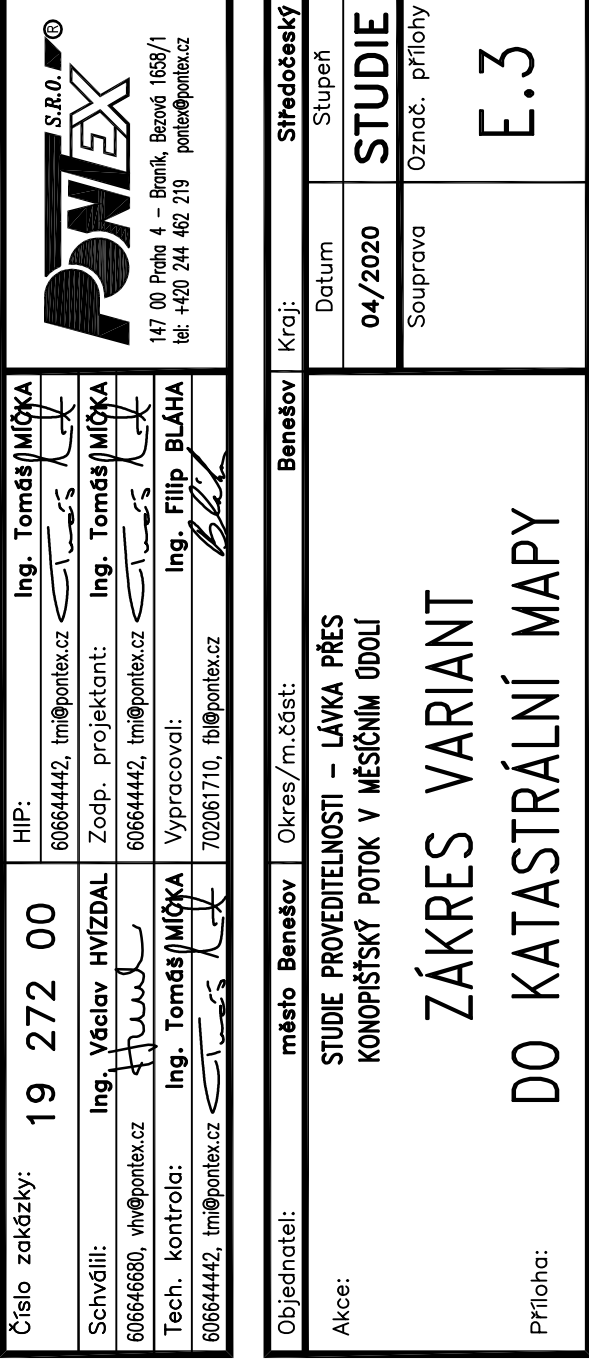 Číslo zakázky: 19 272 00
HIP: Ing. Tomáš MÍČKA
606644442, tmi@pontex.cz
Schválil: Ing. Václav HVÍZDAL
606646680, vhv@pontex.cz
Zodp. projektant: Ing. Tomáš MÍČKA
606644442, tmi@pontex.cz
Tech. kontrola: Ing. Tomáš MÍČKA
606644442, tmi@pontex.cz
Vypracoval: Ing. Filip BLÁHA
702061710, fbl@pontex.cz
PONTEX S.R.O. ®
147 00 Praha 4 – Braník, Bezová 1658/1
tel: +420 244 462 219 pontex@pontex.cz
Objednatel: město Benešov Okres/m.část: Benešov Kraj: Středočeský
Akce: STUDIE PROVEDITELNOSTI – LÁVKA PŘES
KONOPIŠŤSKÝ POTOK V MĚSÍČNÍM ÚDOLÍ
Datum Stupeň
04/2020 STUDIE
Příloha: ZÁKRES VARIANT
DO KATASTRÁLNÍ MAPY
Souprava Označ. přílohy
E.3